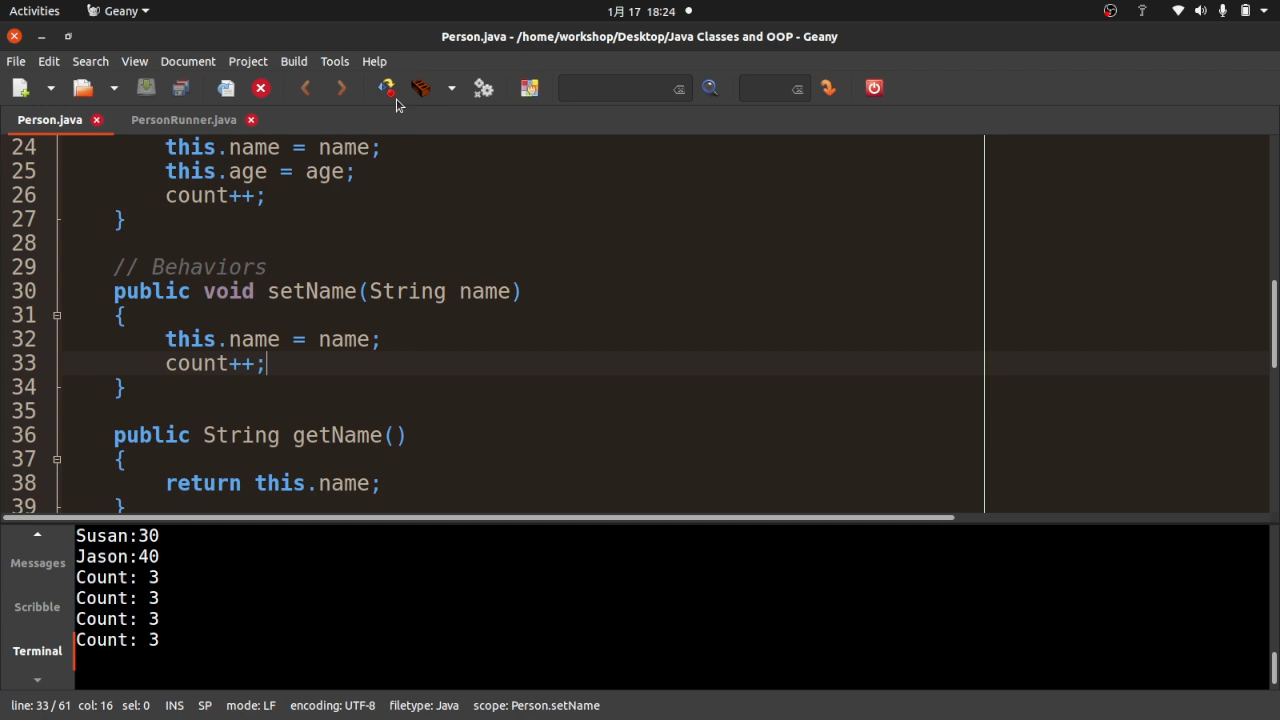 Activities Geany 1月 17 18:24
Person.java - /home/workshop/Desktop/Java Classes and OOP - Geany
File Edit Search View Document Project Build Tools Help
Person.java PersonRunner.java
24 this.name = name;
25 this.age = age;
26 count++;
27 }
28
29 // Behaviors
30 public void setName(String name)
31 {
32 this.name = name;
33 count++;
34 }
35
36 public String getName()
37 {
38 return this.name;
39 }
Messages
Scribble
Terminal
Susan:30
Jason:40
Count: 3
Count: 3
Count: 3
Count: 3
line: 33 / 61 col: 16 sel: 0 INS SP mode: LF encoding: UTF-8 filetype: Java scope: Person.setName